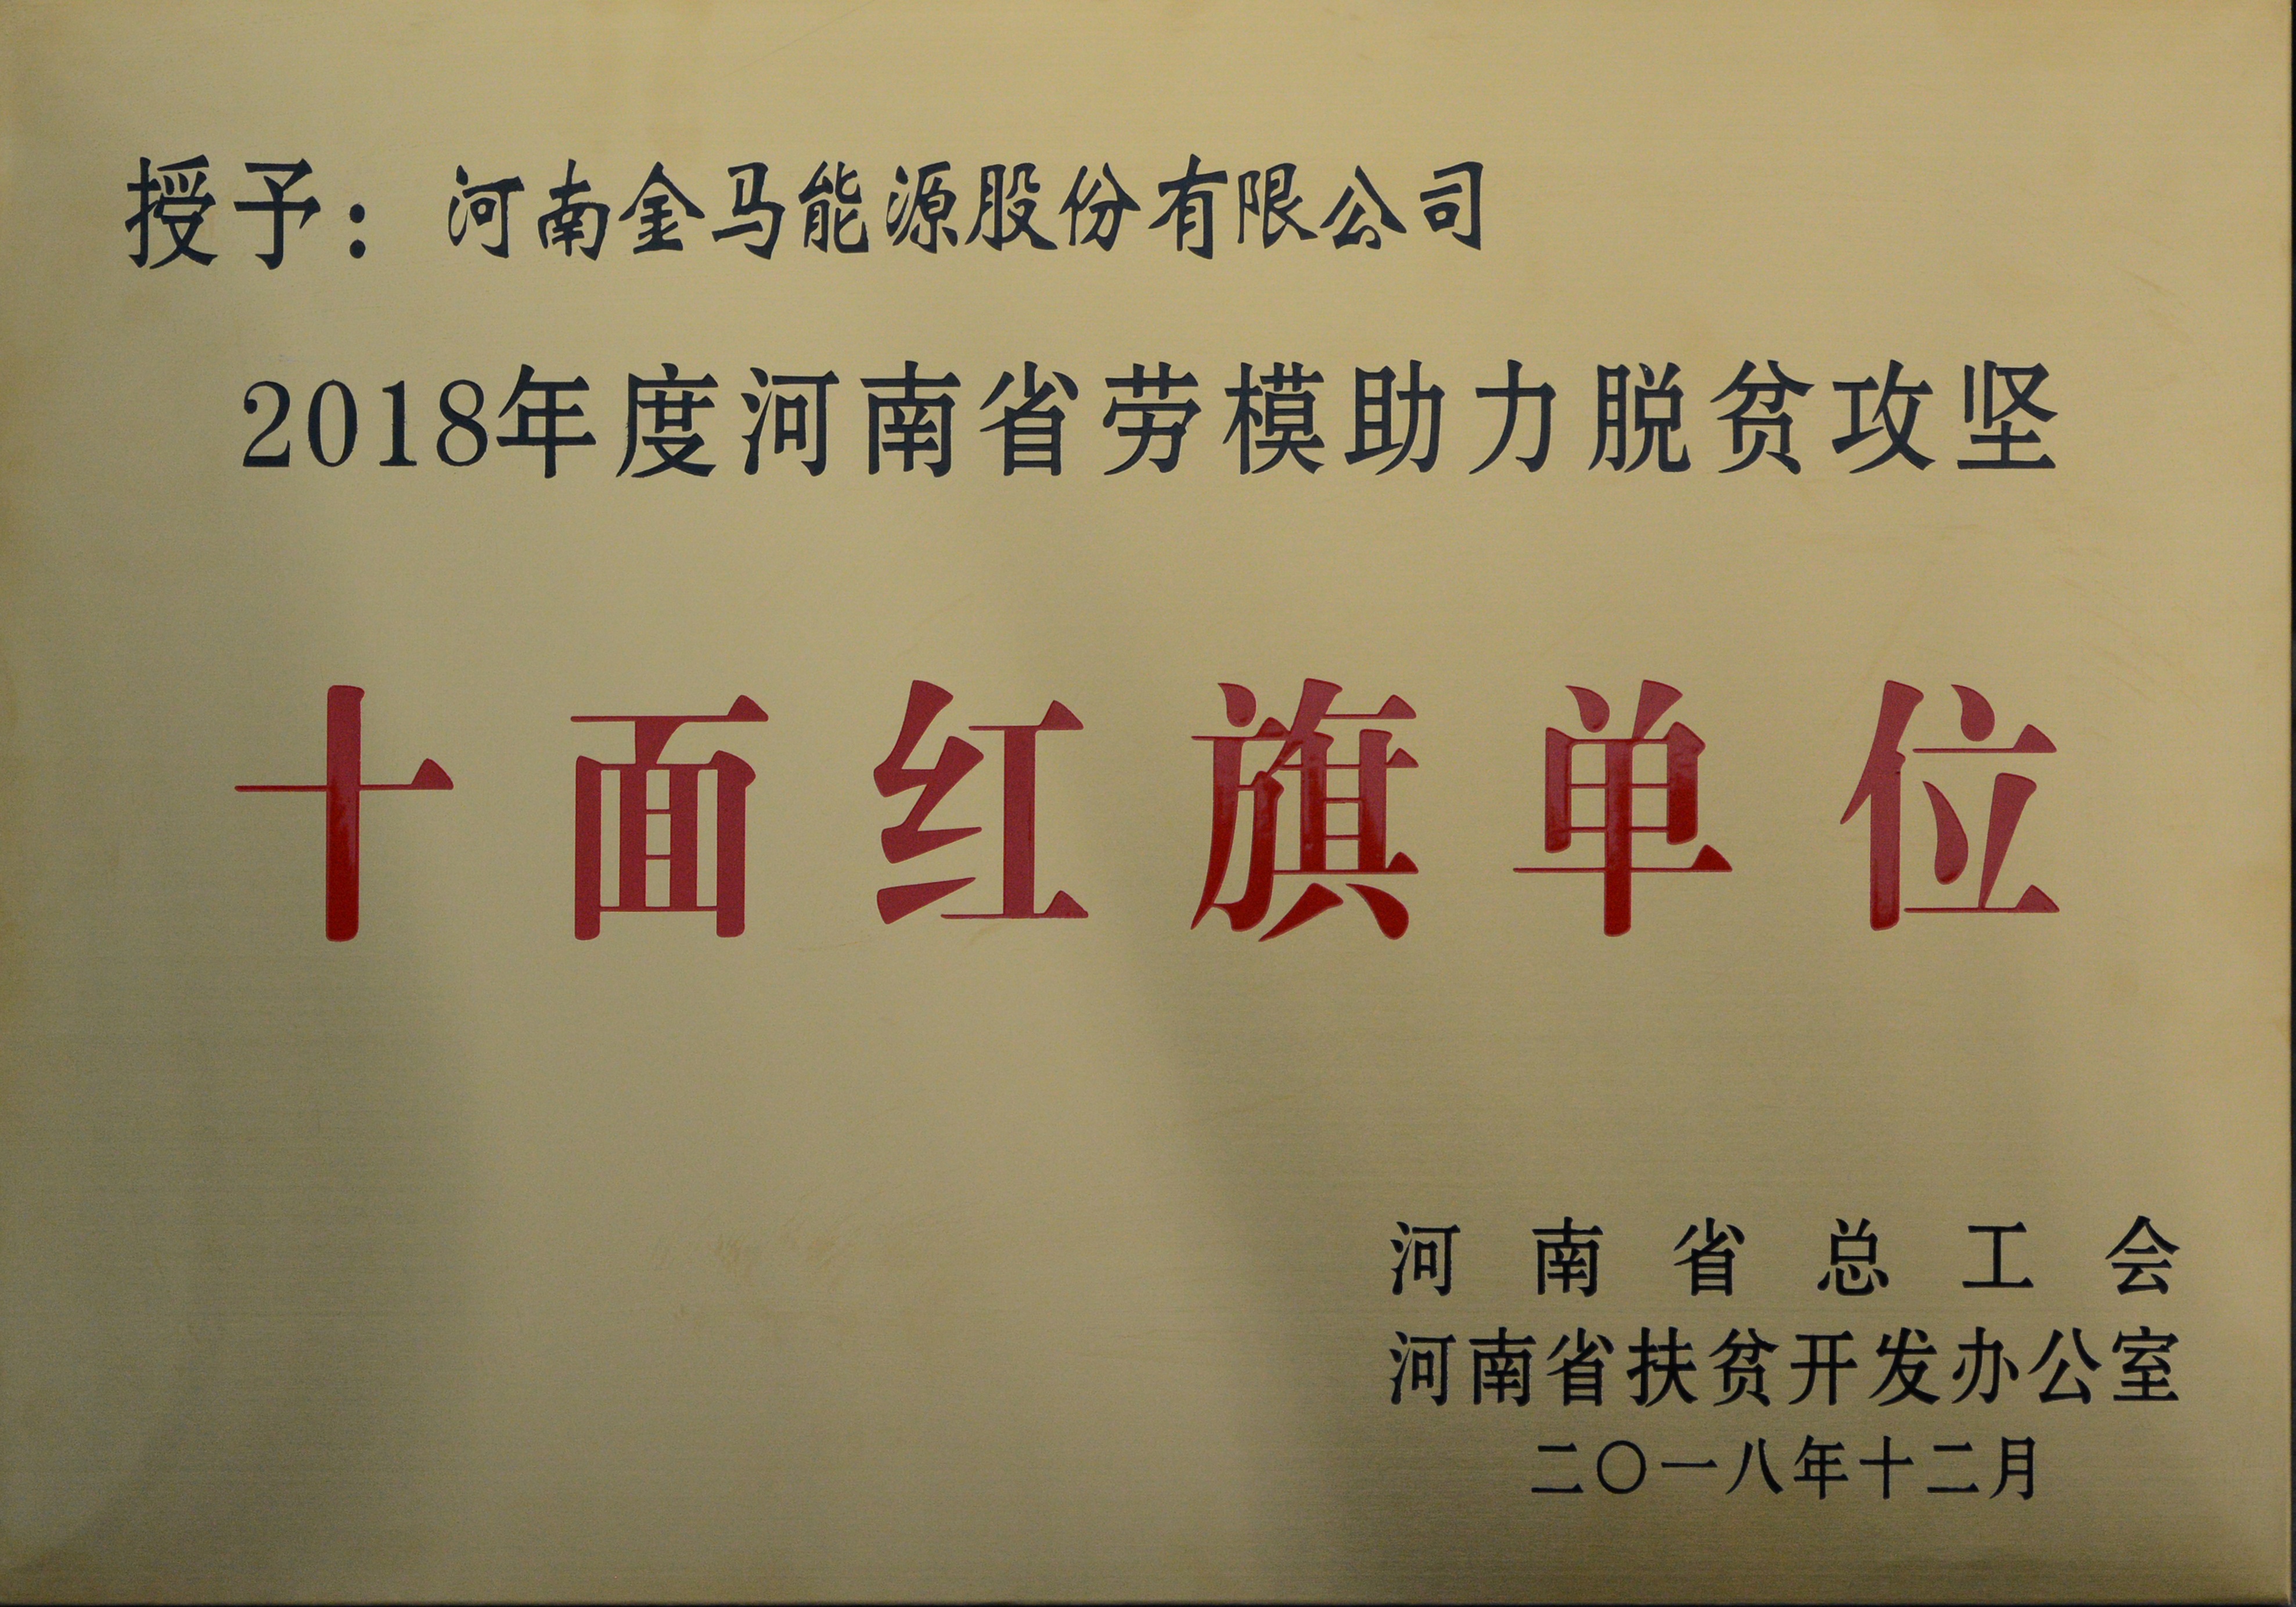 授予：河南金马能源股份有限公司
2018年度河南省劳模助力脱贫攻坚
十面红旗单位
河南省总工会
河南省扶贫开发办公室
二〇一八年十二月